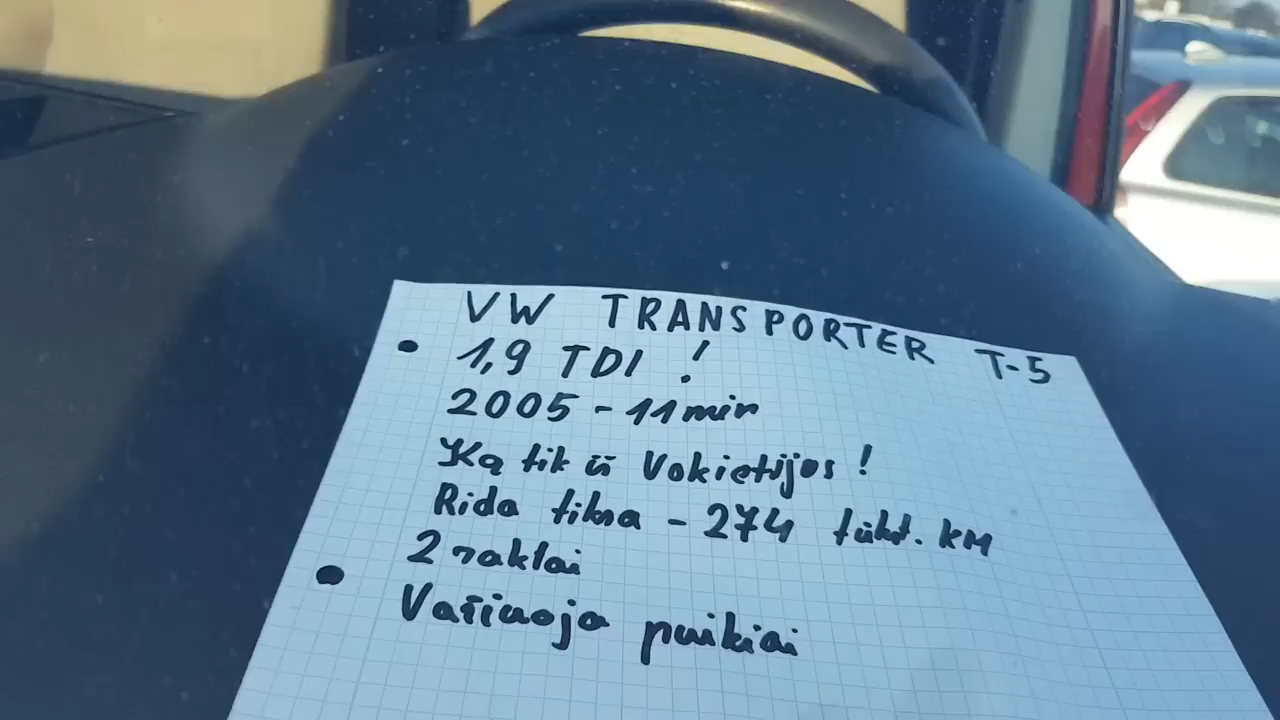 VW TRANSPORTER T-5
• 1,9 TDI !
2005 - 11 mėn
Ką tik iš Vokietijos !
Rida tikra - 274 tūkst. KM
2 raktai
• Važiuoja puikiai